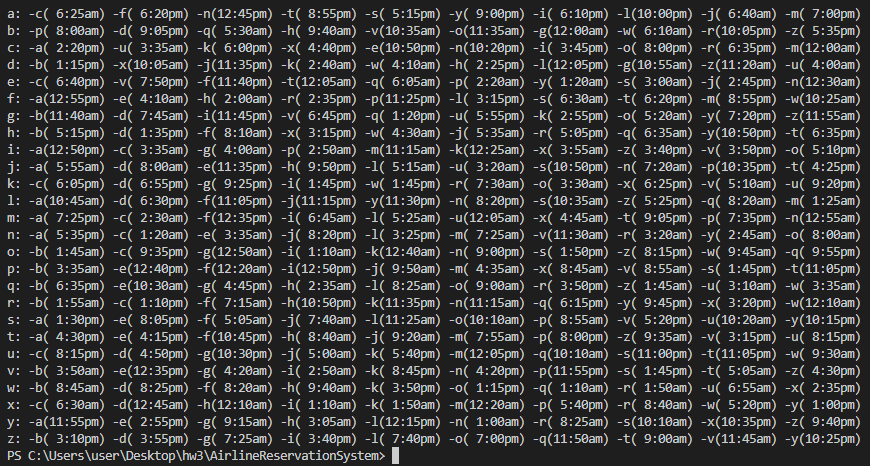 a: -c( 6:25am) -f( 6:20pm) -n(12:45pm) -t( 8:55pm) -s( 5:15pm) -y( 9:00pm) -i( 6:10pm) -l(10:00pm) -j( 6:40am) -m( 7:00pm)
b: -p( 8:00am) -d( 9:05pm) -q( 5:30am) -h( 9:40am) -v(10:35am) -o(11:35am) -g(12:00am) -w( 6:10am) -r(10:05pm) -z( 5:35pm)
c: -a( 2:20pm) -u( 3:35am) -k( 6:00pm) -x( 4:40pm) -e(10:50pm) -n(10:20pm) -i( 3:45pm) -o( 8:00pm) -r( 6:35pm) -m(12:00pm)
d: -b( 1:15pm) -x(10:05am) -j(11:35pm) -k( 2:40am) -w( 4:10am) -h( 2:25pm) -l(12:05pm) -g(10:55am) -z(11:20am) -u( 4:00am)
e: -c( 6:40pm) -v( 7:50pm) -f(11:40pm) -t(12:05am) -q( 6:05pm) -p( 2:20am) -y( 1:20am) -s( 3:00am) -j( 2:45pm) -n(12:30am)
f: -a(12:55pm) -e( 4:10am) -h( 2:00am) -r( 2:35pm) -p(11:25pm) -l( 3:15pm) -s( 6:30am) -t( 6:20pm) -m( 8:55pm) -w(10:25am)
g: -b(11:40am) -d( 7:45am) -i(11:45pm) -v( 6:45pm) -q( 1:20pm) -u( 5:55pm) -k( 2:55am) -o( 5:20am) -y( 7:20pm) -z(11:55am)
h: -b( 5:15pm) -d( 1:35pm) -f( 8:10am) -x( 3:15pm) -w( 4:30am) -j( 5:35am) -r( 5:05pm) -q( 6:35am) -y(10:50pm) -t( 6:35pm)
i: -a(12:50pm) -c( 3:35am) -g( 4:00am) -p( 2:50am) -m(11:15am) -k(12:25am) -x( 3:55am) -z( 3:40pm) -v( 3:50pm) -o( 5:10pm)
j: -a( 5:55am) -d( 8:00am) -e(11:35pm) -h( 9:50pm) -l( 5:15am) -u( 3:20am) -s(10:50pm) -n( 7:20am) -p(10:35pm) -t( 4:25pm)
k: -c( 6:05pm) -d( 6:55pm) -g( 9:25pm) -i( 1:45pm) -w( 1:45pm) -r( 7:30am) -o( 3:30am) -x( 6:25pm) -v( 5:10am) -u( 9:20pm)
l: -a(10:45am) -d( 6:30pm) -f(11:05pm) -j(11:15pm) -y(11:30pm) -n( 8:20pm) -s(10:35am) -z( 5:25pm) -q( 8:20am) -m( 1:25am)
m: -a( 7:25pm) -c( 2:30am) -f(12:35pm) -i( 6:45am) -l( 5:25am) -u(12:05am) -x( 4:45am) -t( 9:05pm) -p( 7:35pm) -n(12:55am)
n: -a( 5:35pm) -c( 1:20am) -e( 3:35am) -j( 8:20pm) -l( 3:25pm) -m( 7:25am) -v(11:30am) -r( 3:20am) -y( 2:45am) -o( 8:00am)
o: -b( 1:45am) -c( 9:35pm) -g(12:50am) -i( 1:10am) -k(12:40am) -n( 9:00pm) -s( 1:50am) -z( 8:15pm) -w( 9:45am) -q( 9:55pm)
p: -b( 3:35am) -e(12:40pm) -f(12:20am) -i(12:50pm) -j( 9:50am) -m( 4:35am) -x( 8:45am) -v( 8:55am) -s( 1:45pm) -t(11:05pm)
q: -b( 6:35pm) -e(10:30am) -g( 4:45pm) -h( 2:35am) -l( 8:25am) -o( 9:00am) -r( 3:50pm) -z( 1:45am) -u( 3:10am) -w( 3:35am)
r: -b( 1:55am) -c( 1:10am) -f( 7:15am) -h(10:50pm) -k(11:35pm) -n(11:15am) -q( 6:15pm) -y( 9:45pm) -x( 3:20pm) -w(12:10am)
s: -a( 1:30pm) -e( 8:05pm) -f( 5:05am) -j( 7:40am) -l(11:25am) -o(10:10am) -p( 8:55am) -v( 5:20pm) -u(10:20am) -y(10:15pm)
t: -a( 4:30pm) -e( 4:15pm) -f(10:45pm) -h( 8:40am) -j( 9:20pm) -m( 7:55am) -p( 8:00pm) -z( 9:35am) -v( 3:15pm) -u( 8:15pm)
u: -c( 8:15pm) -d( 4:50pm) -g(10:30pm) -j( 5:00am) -k( 5:40pm) -m(12:05pm) -q(10:10am) -s(11:00pm) -t(11:05pm) -w( 9:30am)
v: -b( 3:50am) -e(12:35pm) -g( 4:20am) -i( 2:50am) -k( 8:45pm) -n( 4:20pm) -p(11:55pm) -s( 1:45pm) -t( 5:05am) -z( 4:30pm)
w: -b( 8:45am) -d( 8:25pm) -f( 8:20am) -h( 9:40am) -k( 3:50pm) -o( 1:15pm) -q( 1:10am) -r( 1:50am) -u( 6:55am) -x( 2:35pm)
x: -c( 6:30am) -d(12:45am) -h(12:10am) -i( 1:10am) -k( 1:50am) -m(12:20am) -p( 5:40pm) -r( 8:40am) -w( 5:20pm) -y( 1:00pm)
y: -a(11:55pm) -e( 2:55am) -g( 9:15am) -h( 3:05am) -l(12:15pm) -n( 1:00am) -r( 8:25am) -s(10:35pm) -x(10:35pm) -z( 9:40pm)
z: -b( 3:10pm) -d( 3:55pm) -g( 7:25am) -i( 3:40pm) -l( 7:40pm) -o( 7:00pm) -q(11:50am) -t( 9:00am) -v(11:45am) -y(10:25pm)
PS C:\Users\user\Desktop\hw3\AirlineReservationSystem>